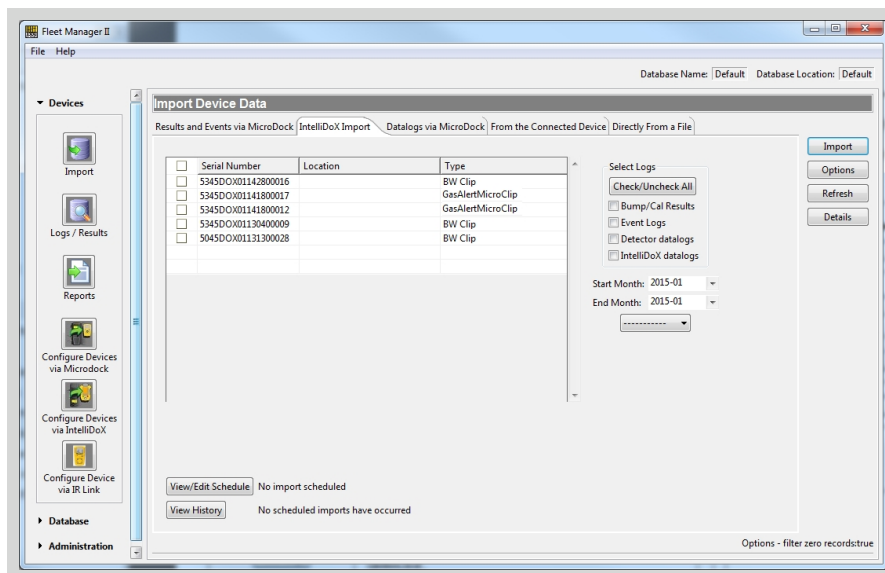 Fleet Manager II
File Help
Database Name: Default Database Location: Default
Devices
Import
Logs / Results
Reports
Configure Devices
via Microdock
Configure Devices
via IntelliDoX
Configure Device
via IR Link
Database
Administration
Import Device Data
Results and Events via MicroDock IntelliDoX Import Datalogs via MicroDock From the Connected Device Directly From a File
Serial Number Location Type
5345DOX01142800016 BW Clip
5345DOX01141800017 GasAlertMicroClip
5345DOX01141800012 GasAlertMicroClip
5345DOX01130400009 BW Clip
5045DOX01131300028 BW Clip
Select Logs
Check/Uncheck All
Bump/Cal Results
Event Logs
Detector datalogs
IntelliDoX datalogs
Start Month: 2015-01
End Month: 2015-01
-----------
Import
Options
Refresh
Details
View/Edit Schedule No import scheduled
View History No scheduled imports have occurred
Options - filter zero records:true